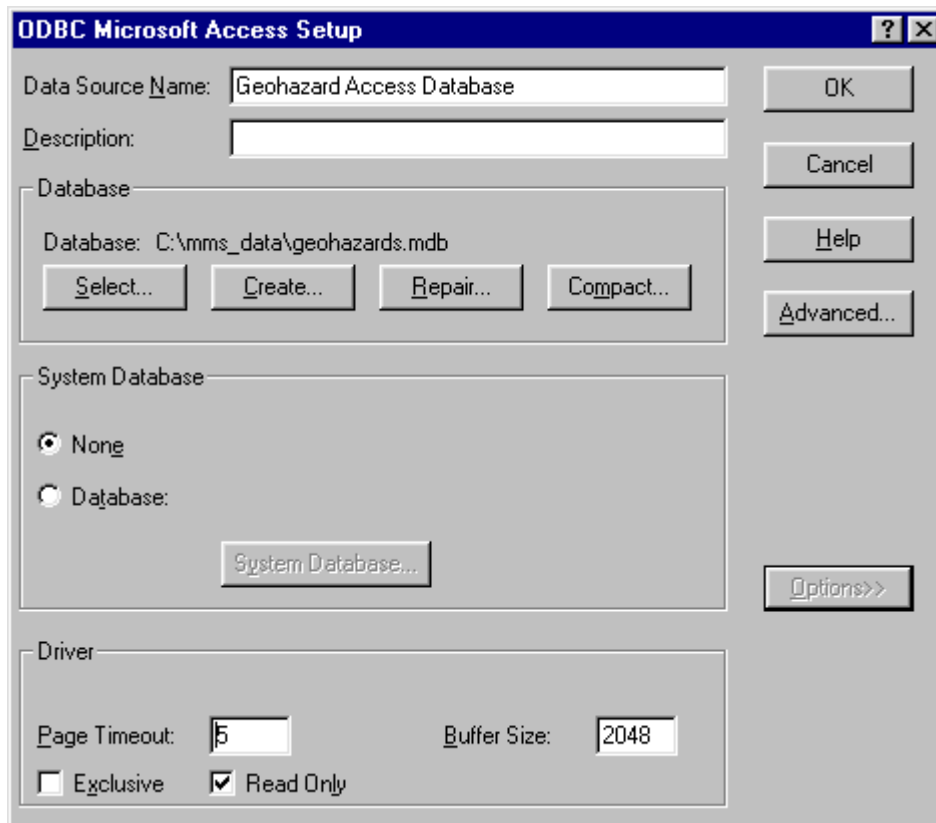 ODBC Microsoft Access Setup
Data Source Name: Geohazard Access Database
OK
Description:
Cancel
Database
Database: C:\mms_data\geohazards.mdb
Help
Select... Create... Repair... Compact...
Advanced...
System Database
None
Database:
System Database...
Options>>
Driver
Page Timeout: 5 Buffer Size: 2048
Exclusive Read Only